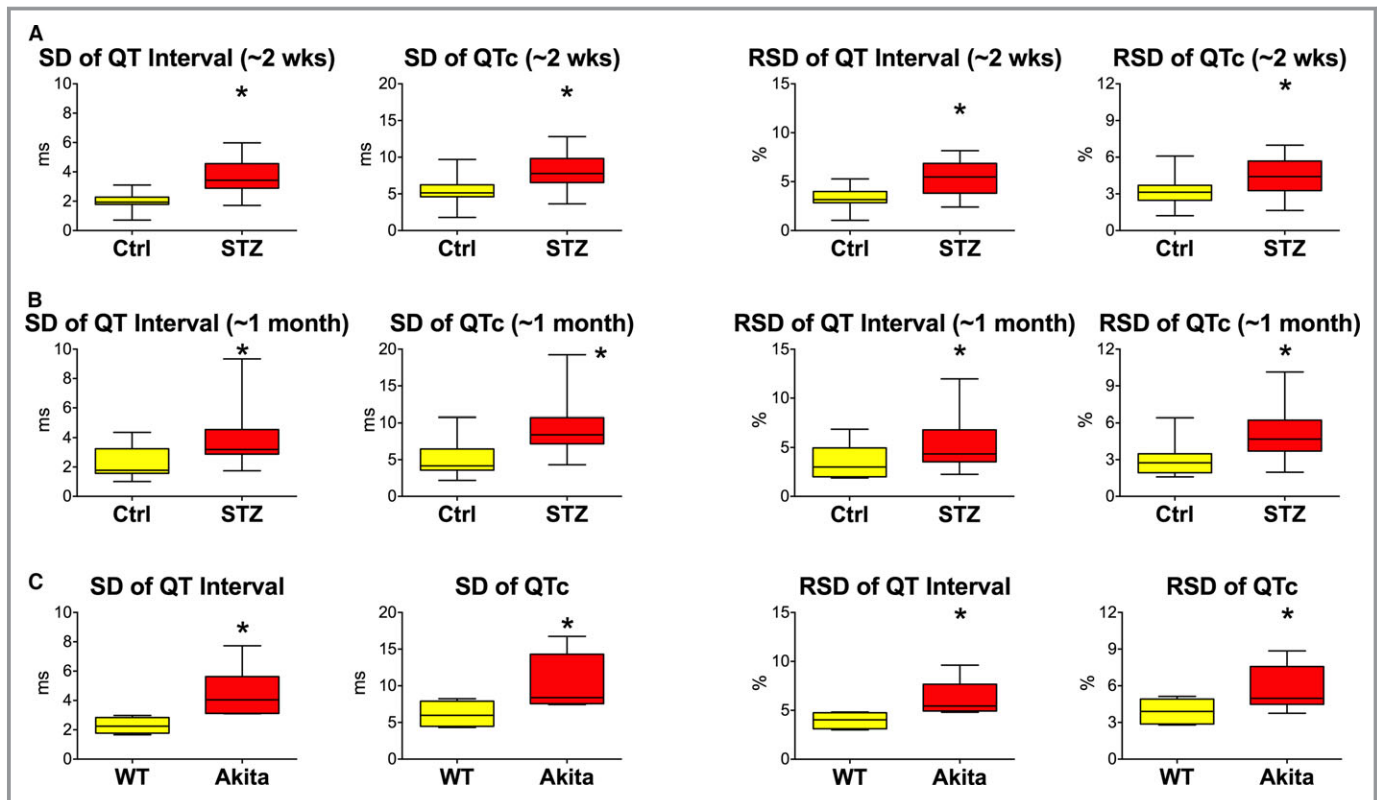 A
SD of QT Interval (~2 wks)
10
8
6
4
2
0
ms
*
Ctrl
STZ
SD of QTc (~2 wks)
20
15
10
5
0
ms
*
Ctrl
STZ
RSD of QT Interval (~2 wks)
15
10
5
0
%
*
Ctrl
STZ
RSD of QTc (~2 wks)
12
9
6
3
0
%
*
Ctrl
STZ
B
SD of QT Interval (~1 month)
10
8
6
4
2
0
ms
*
Ctrl
STZ
SD of QTc (~1 month)
20
15
10
5
0
ms
*
Ctrl
STZ
RSD of QT Interval (~1 month)
15
10
5
0
%
*
Ctrl
STZ
RSD of QTc (~1 month)
12
9
6
3
0
%
*
Ctrl
STZ
C
SD of QT Interval
10
8
6
4
2
0
ms
*
WT
Akita
SD of QTc
20
15
10
5
0
ms
*
WT
Akita
RSD of QT Interval
15
10
5
0
%
*
WT
Akita
RSD of QTc
12
9
6
3
0
%
*
WT
Akita